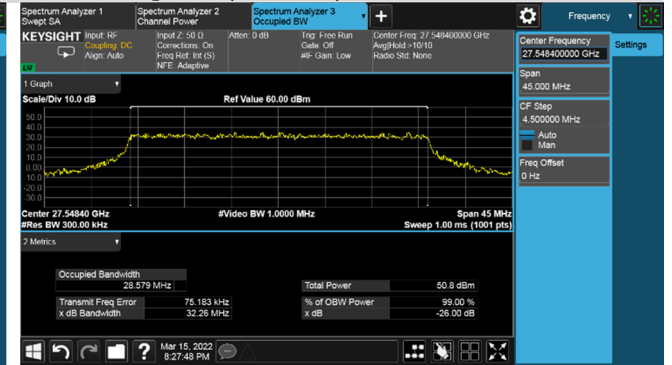 Spectrum Analyzer 1
Swept SA
Spectrum Analyzer 2
Channel Power
Spectrum Analyzer 3
Occupied BW
Frequency
KEYSIGHT
Input: RF
Coupling: DC
Align: Auto
Input Z: 50 Ω
Corrections: On
Freq Ref: Int (S)
NFE: Adaptive
Atten: 0 dB
Trig: Free Run
Gate: Off
#IF Gain: Low
Center Freq: 27.548400000 GHz
Avg|Hold:>10/10
Radio Std: None
Center Frequency
27.548400000 GHz
Settings
Span
45.000 MHz
CF Step
4.500000 MHz
Auto
Man
Freq Offset
0 Hz
1 Graph
Scale/Div 10.0 dB
Ref Value 60.00 dBm
50.0
40.0
30.0
20.0
10.0
0.00
-10.0
-20.0
-30.0
Center 27.54840 GHz
#Video BW 1.0000 MHz
Span 45 MHz
#Res BW 300.00 kHz
Sweep 1.00 ms (1001 pts)
2 Metrics
Occupied Bandwidth
28.579 MHz
Total Power
50.8 dBm
Transmit Freq Error
75.183 kHz
% of OBW Power
99.00 %
x dB Bandwidth
32.26 MHz
x dB
-26.00 dB
Mar 15, 2022
8:27:48 PM